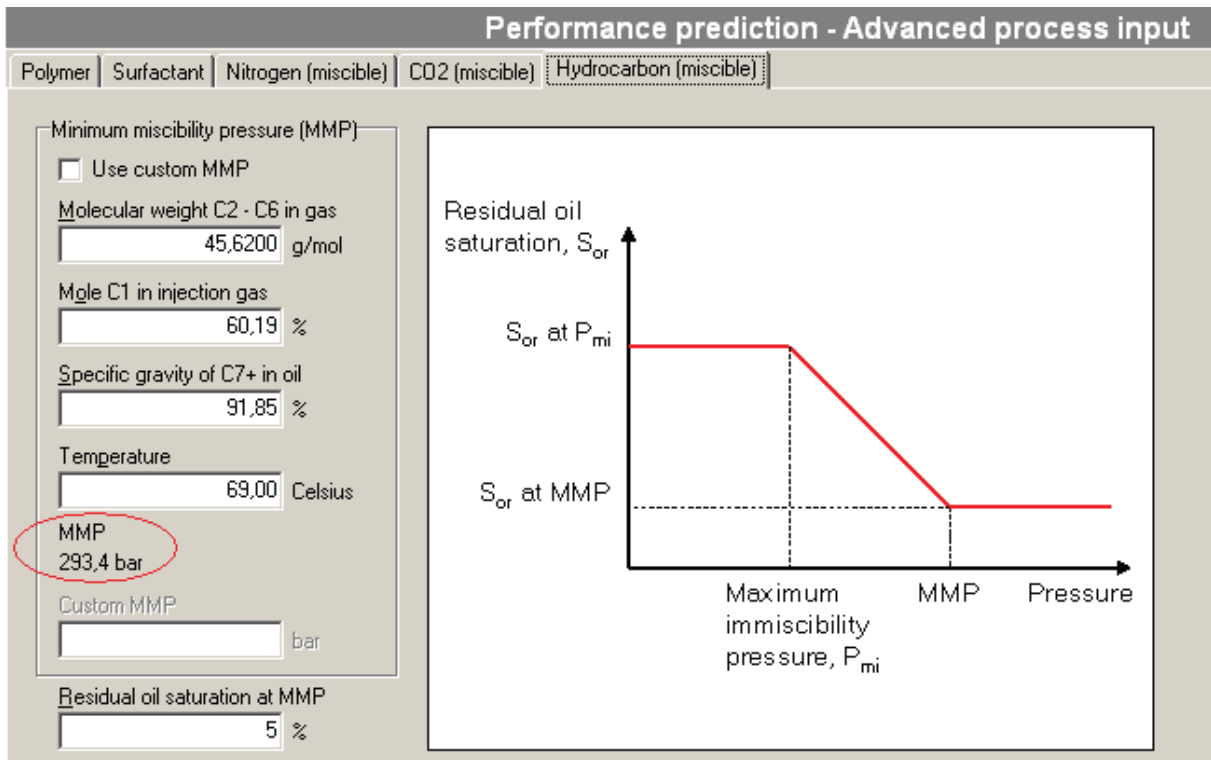 Performance prediction - Advanced process input
Polymer
Surfactant
Nitrogen (miscible)
CO2 (miscible)
Hydrocarbon (miscible)
Minimum miscibility pressure (MMP)
Use custom MMP
Molecular weight C2 - C6 in gas
45,6200 g/mol
Mole C1 in injection gas
60,19 %
Specific gravity of C7+ in oil
91,85 %
Temperature
69,00 Celsius
MMP
293,4 bar
Custom MMP
bar
Residual oil saturation at MMP
5 %
Residual oil
saturation, Sor
Sor at Pmi
Sor at MMP
Maximum
immiscibility
pressure, Pmi
MMP
Pressure